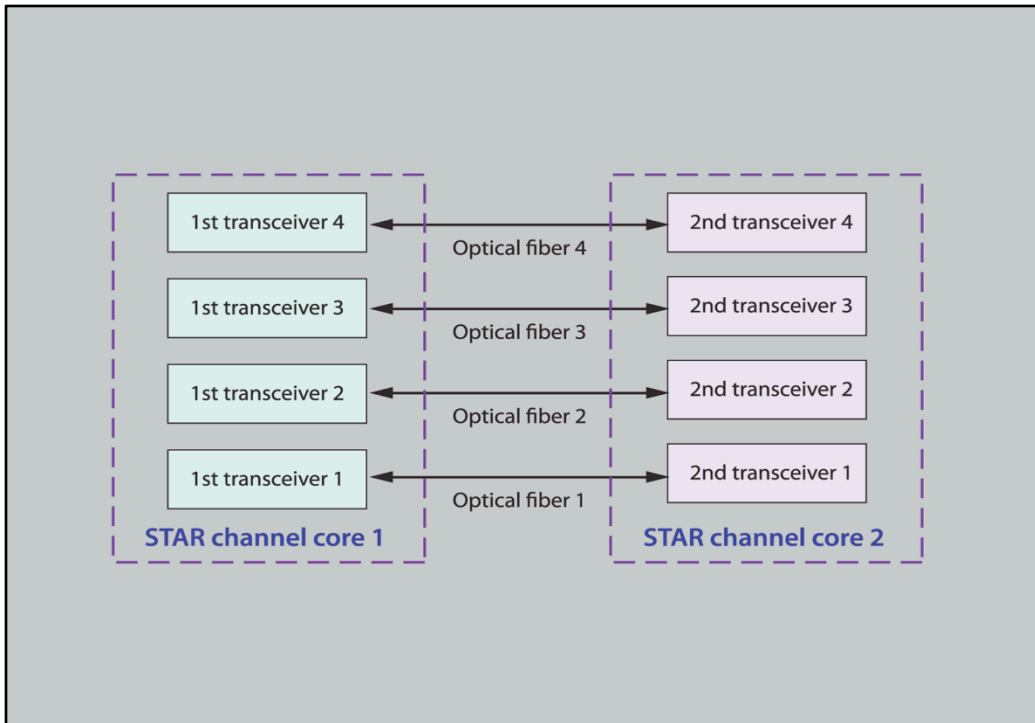 1st transceiver 4
Optical fiber 4
2nd transceiver 4
1st transceiver 3
Optical fiber 3
2nd transceiver 3
1st transceiver 2
Optical fiber 2
2nd transceiver 2
1st transceiver 1
Optical fiber 1
2nd transceiver 1
STAR channel core 1
STAR channel core 2